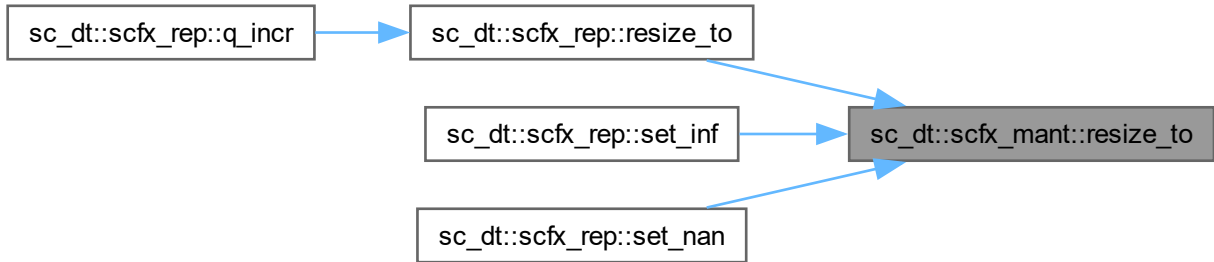 sc_dt::scfx_rep::q_incr
sc_dt::scfx_rep::resize_to
sc_dt::scfx_rep::set_inf
sc_dt::scfx_mant::resize_to
sc_dt::scfx_rep::set_nan